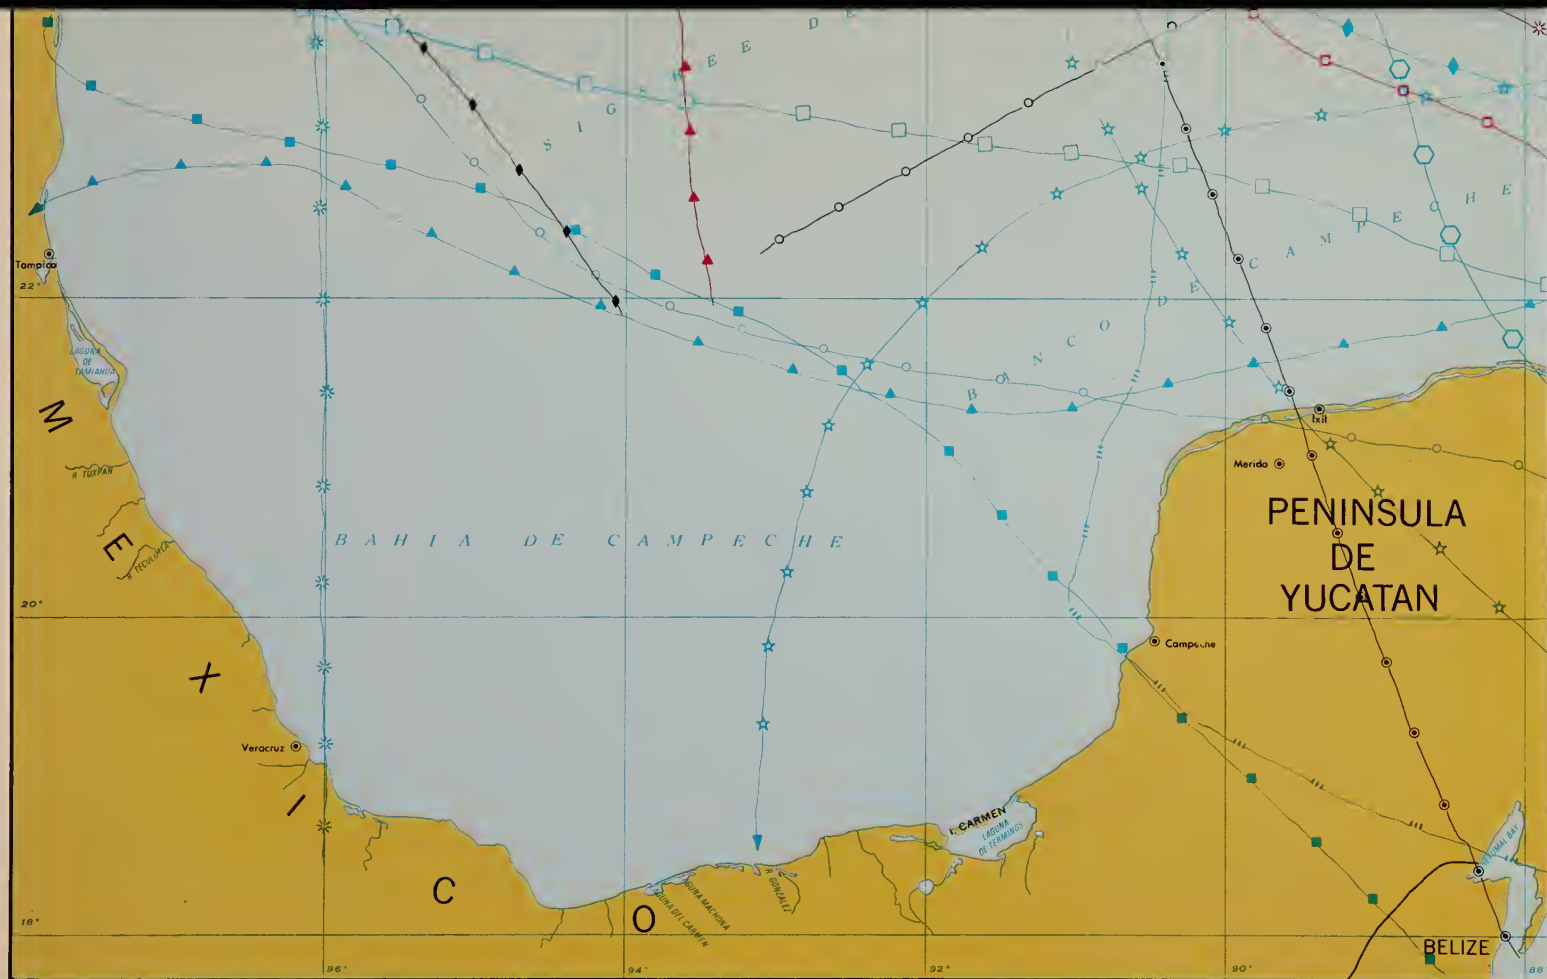 SIGSBEE DE
BANCO DE CAMPECHE
Tampico
22°
LAGUNA
DE
TAMIAHUA
R. TUXPAN
Ixil
Merida
PENINSULA
DE
YUCATAN
BAHIA DE CAMPECHE
20°
Campeche
Veracruz
MEXICO
I. CARMEN
LAGUNA
DE TERMINOS
R. GONZALEZ
LAGUNA MACHONA
LAGUNA DEL CARMEN
18°
BELIZE
96°
94°
92°
90°
88°